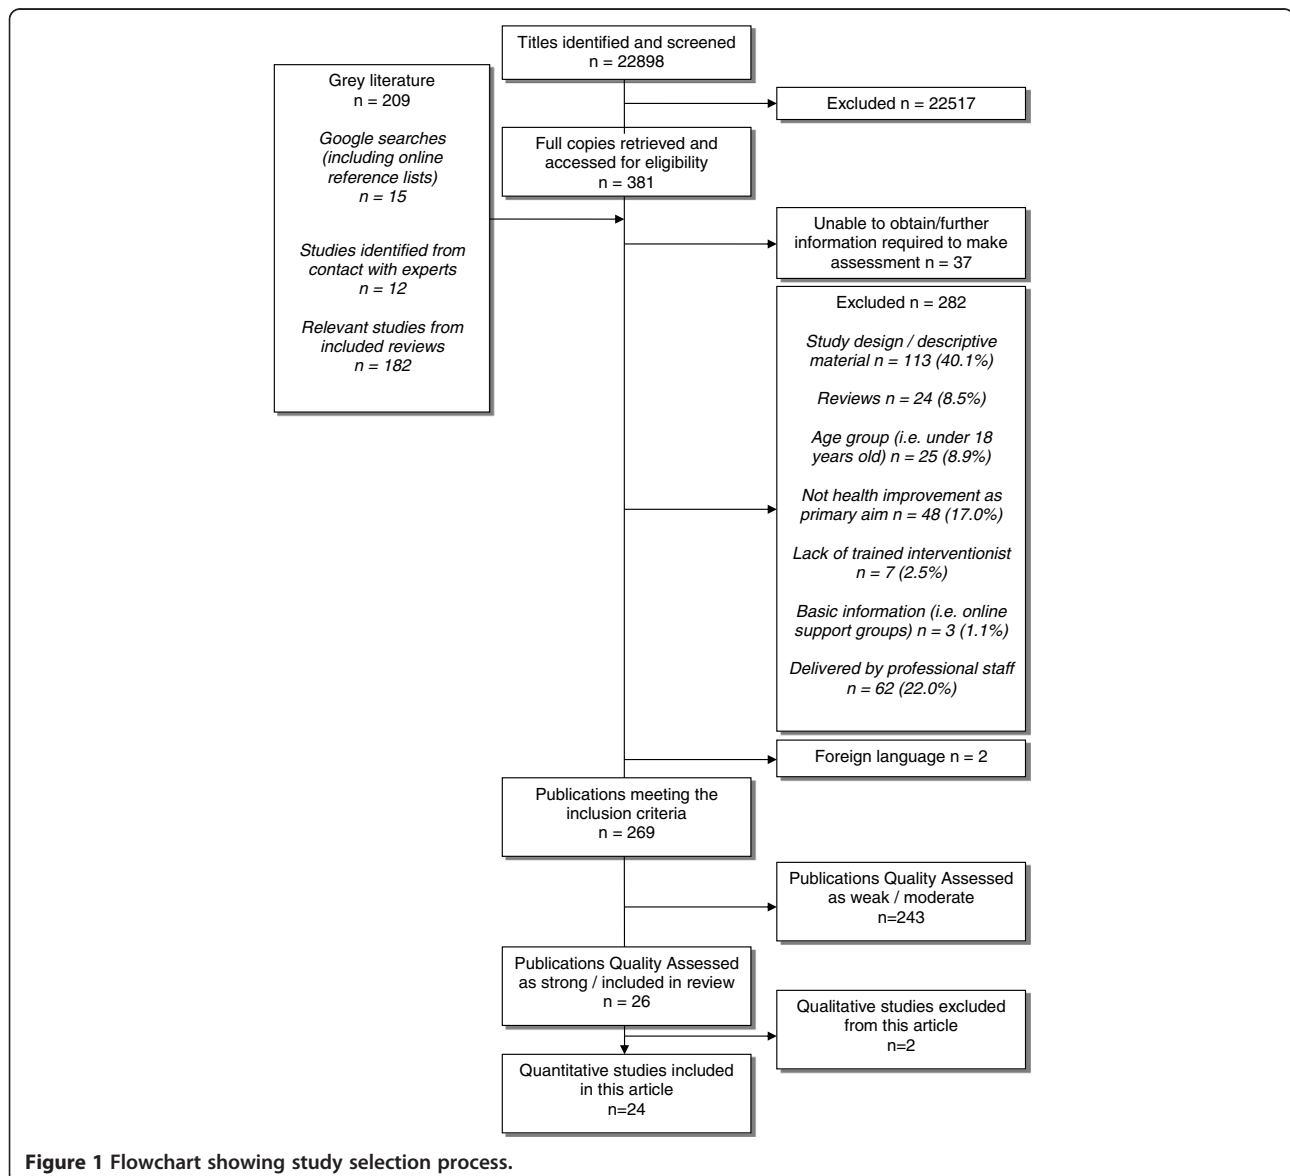 Titles identified and screened
n = 22898
Grey literature
n = 209
Google searches
(including online
reference lists)
n = 15
Studies identified from
contact with experts
n = 12
Relevant studies from
included reviews
n = 182
Excluded n = 22517
Full copies retrieved and
accessed for eligibility
n = 381
Unable to obtain/further
information required to make
assessment n = 37
Excluded n = 282
Study design / descriptive
material n = 113 (40.1%)
Reviews n = 24 (8.5%)
Age group (i.e. under 18
years old) n = 25 (8.9%)
Not health improvement as
primary aim n = 48 (17.0%)
Lack of trained interventionist
n = 7 (2.5%)
Basic information (i.e. online
support groups) n = 3 (1.1%)
Delivered by professional staff
n = 62 (22.0%)
Foreign language n = 2
Publications meeting the
inclusion criteria
n = 269
Publications Quality Assessed
as weak / moderate
n=243
Publications Quality Assessed
as strong / included in review
n = 26
Qualitative studies excluded
from this article
n=2
Quantitative studies included
in this article
n=24
Figure 1 Flowchart showing study selection process.